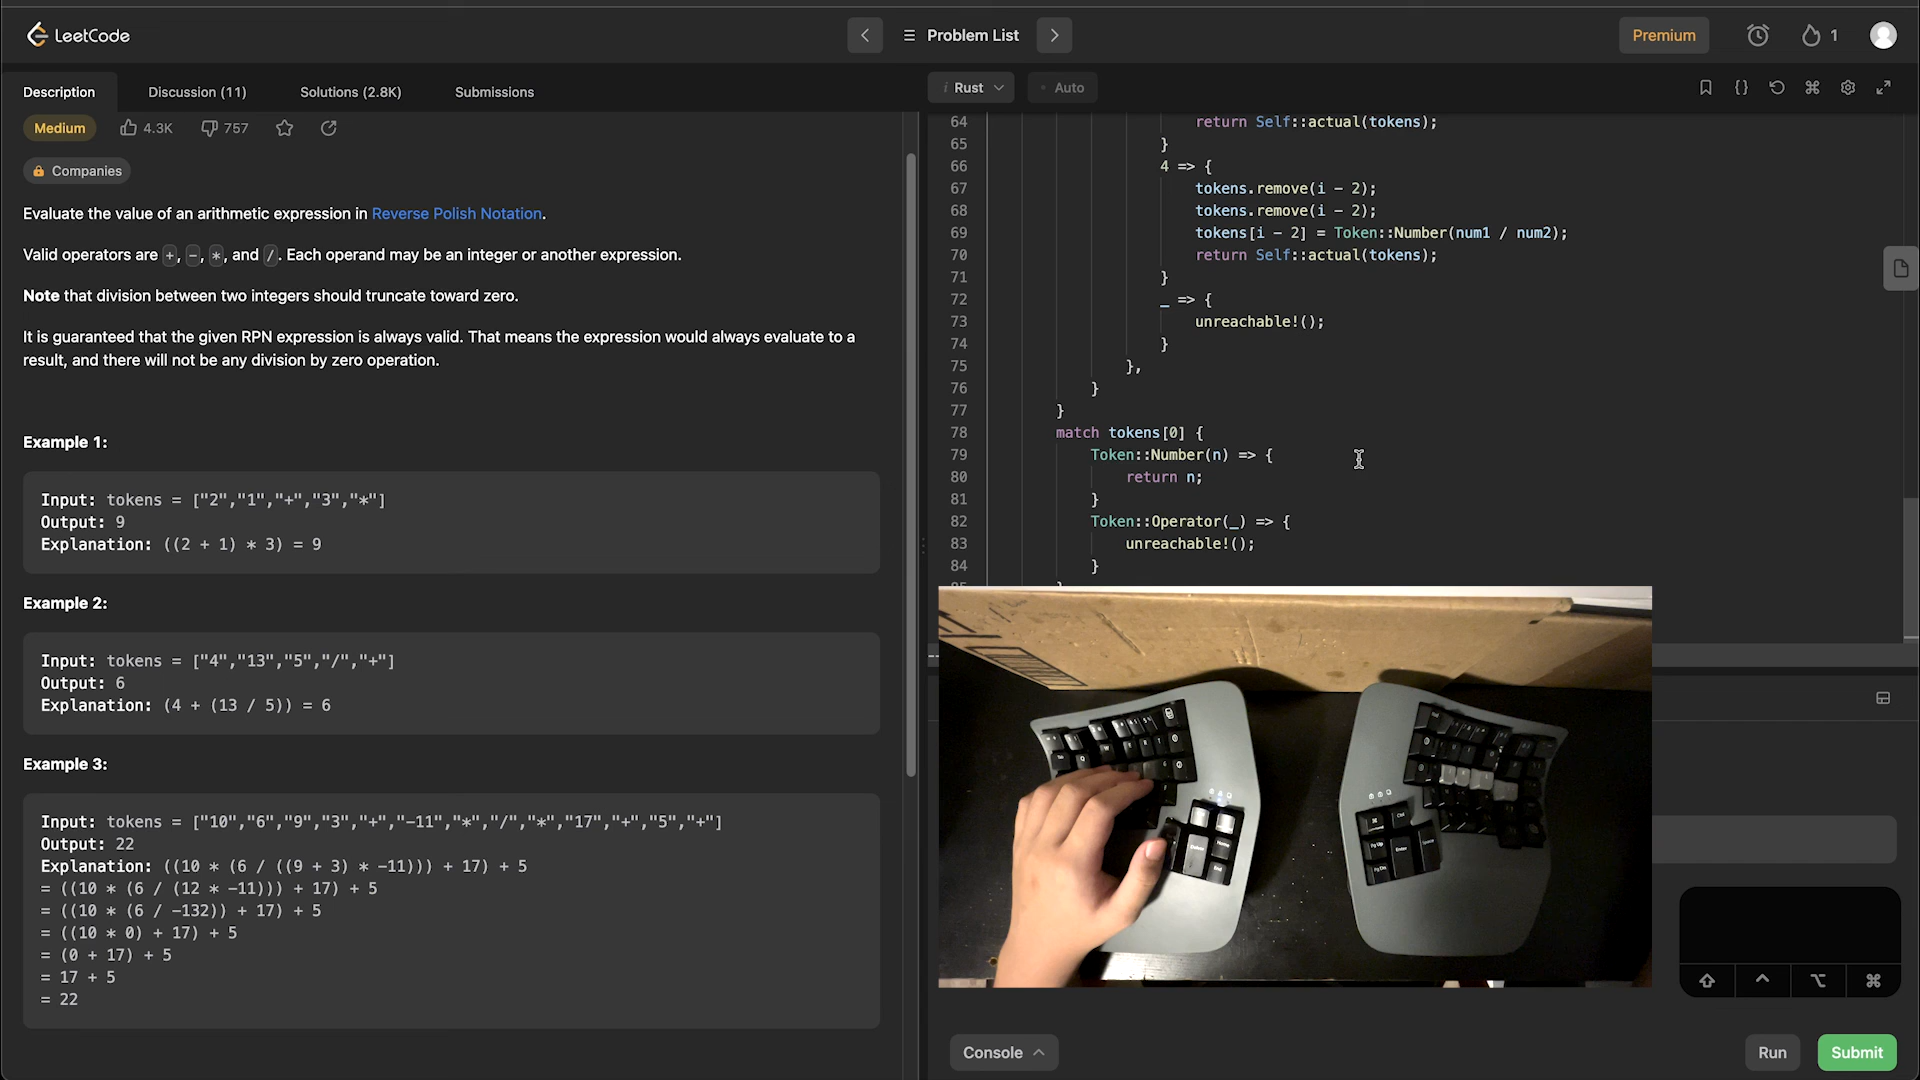 LeetCode
Problem List
Premium
1
Description
Discussion (11)
Solutions (2.8K)
Submissions
Medium
4.3K
757
Companies
Evaluate the value of an arithmetic expression in Reverse Polish Notation.
Valid operators are +, -, *, and /. Each operand may be an integer or another expression.
Note that division between two integers should truncate toward zero.
It is guaranteed that the given RPN expression is always valid. That means the expression would always evaluate to a
result, and there will not be any division by zero operation.
Example 1:
Input: tokens = ["2","1","+","3","*"]
Output: 9
Explanation: ((2 + 1) * 3) = 9
Example 2:
Input: tokens = ["4","13","5","/","+"]
Output: 6
Explanation: (4 + (13 / 5)) = 6
Example 3:
Input: tokens = ["10","6","9","3","+","-11","*","/","*","17","+","5","+"]
Output: 22
Explanation: ((10 * (6 / ((9 + 3) * -11))) + 17) + 5
= ((10 * (6 / (12 * -11))) + 17) + 5
= ((10 * (6 / -132)) + 17) + 5
= ((10 * 0) + 17) + 5
= (0 + 17) + 5
= 17 + 5
= 22
i Rust
• Auto
64 return Self::actual(tokens);
65 }
66 4 => {
67 tokens.remove(i - 2);
68 tokens.remove(i - 2);
69 tokens[i - 2] = Token::Number(num1 / num2);
70 return Self::actual(tokens);
71 }
72 _ => {
73 unreachable!();
74 }
75 },
76 }
77 }
78 match tokens[0] {
79 Token::Number(n) => {
80 return n;
81 }
82 Token::Operator(_) => {
83 unreachable!();
84 }
Console
Run
Submit